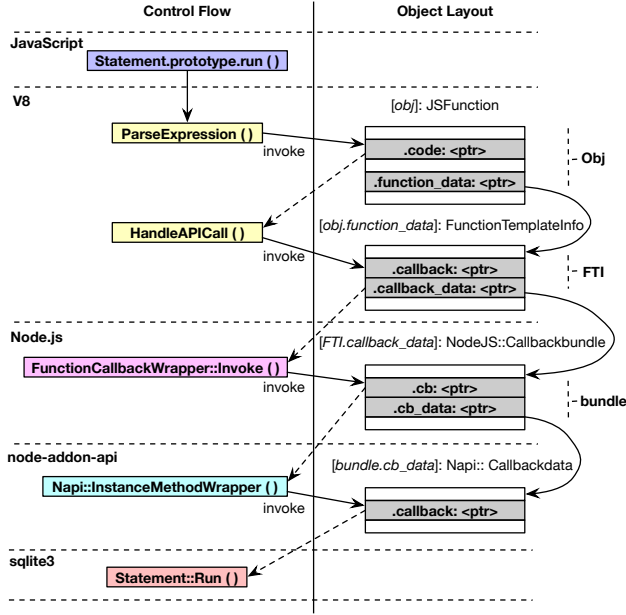 Control Flow
Object Layout
JavaScript
Statement.prototype.run ( )
V8
[obj]: JSFunction
ParseExpression ( )
invoke
.code: <ptr>
.function_data: <ptr>
Obj
HandleAPICall ( )
invoke
[obj.function_data]: FunctionTemplateInfo
.callback: <ptr>
.callback_data: <ptr>
FTI
Node.js
[FTI.callback_data]: NodeJS::Callbackbundle
FunctionCallbackWrapper::Invoke ( )
invoke
.cb: <ptr>
.cb_data: <ptr>
bundle
node-addon-api
[bundle.cb_data]: Napi:: Callbackdata
Napi::InstanceMethodWrapper ( )
invoke
.callback: <ptr>
sqlite3
Statement::Run ( )